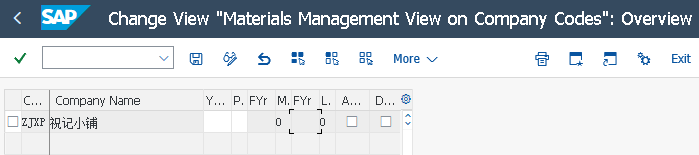 SAP Change View "Materials Management View on Company Codes": Overview
More Exit
C... Company Name Y... P. FYr M. FYr L. A... D...
ZJXP 祝记小铺 0 0